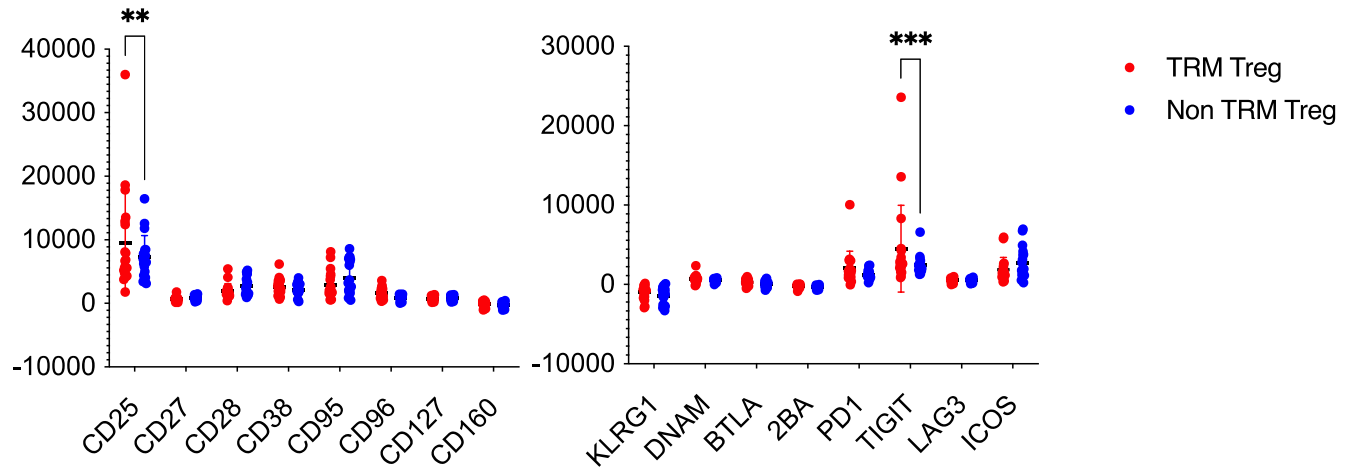 **
40000
30000
20000
10000
0
-10000
CD25
CD27
CD28
CD38
CD95
CD96
CD127
CD160
***
30000
20000
10000
0
-10000
KLRG1
DNAM
BTLA
2BA
PD1
TIGIT
LAG3
ICOS
TRM Treg
Non TRM Treg